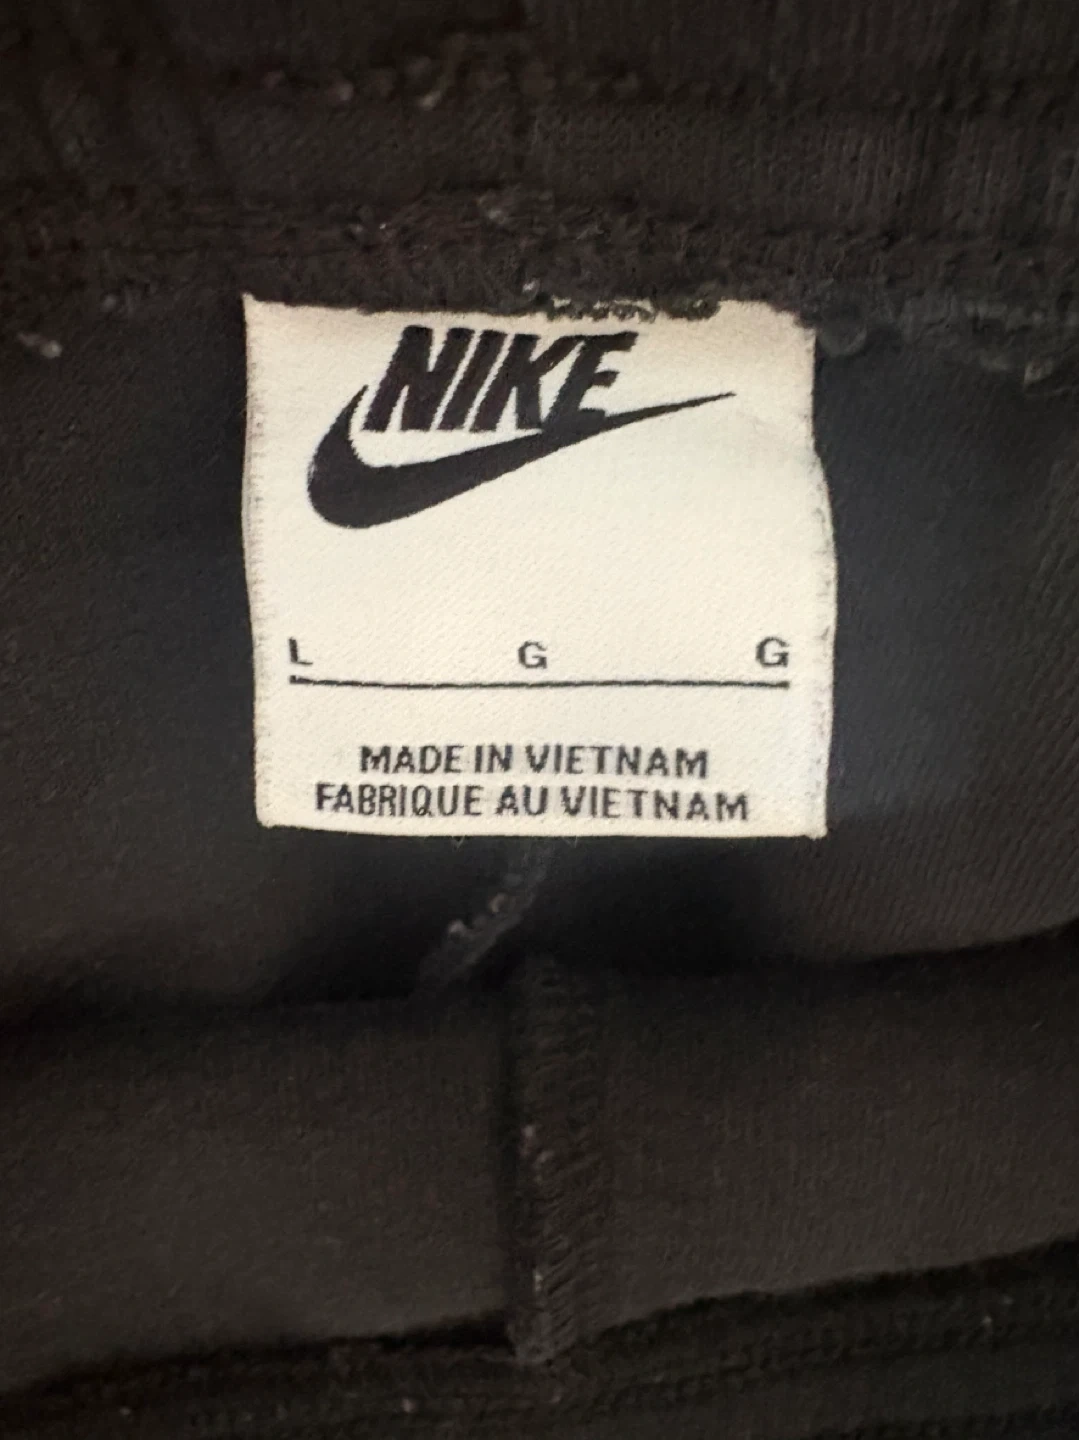 NIKE
L G G
MADE IN VIETNAM
FABRIQUE AU VIETNAM